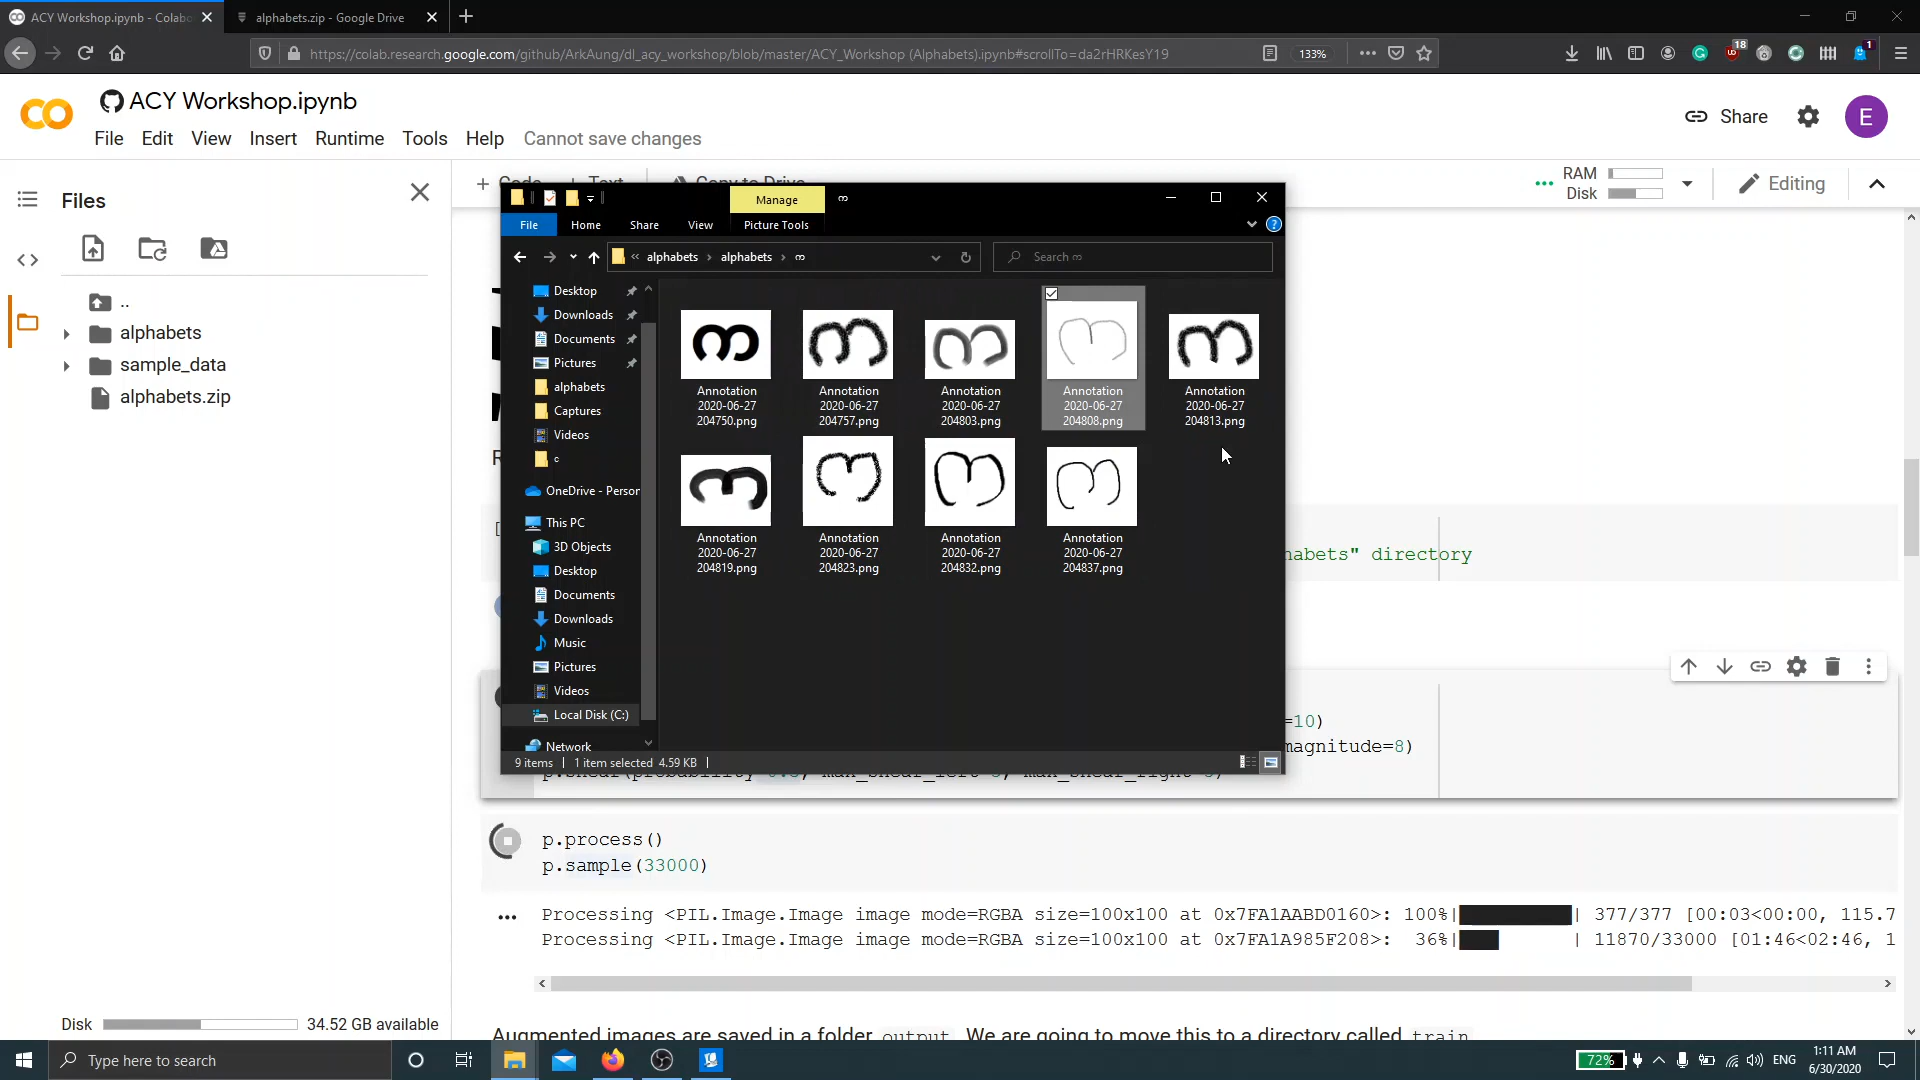 ACY Workshop.ipynb - Colabo
alphabets.zip - Google Drive
https://colab.research.google.com/github/ArkAung/dl_acy_workshop/blob/master/ACY_Workshop (Alphabets).ipynb#scrollTo=da2rHRKesY19
133%
18
1
ACY Workshop.ipynb
Share
E
File Edit View Insert Runtime Tools Help Cannot save changes
Files
+ Code + Text Copy to Drive
RAM
Disk
Editing
..
alphabets
sample_data
alphabets.zip
Manage
ꩠ
File Home Share View Picture Tools
« alphabets › alphabets › တ
Search တ
Desktop
Downloads
Documents
Pictures
alphabets
Captures
Videos
c
OneDrive - Person
This PC
3D Objects
Desktop
Documents
Downloads
Music
Pictures
Videos
Local Disk (C:)
Network
Annotation 2020-06-27 204750.png
Annotation 2020-06-27 204757.png
Annotation 2020-06-27 204803.png
Annotation 2020-06-27 204808.png
Annotation 2020-06-27 204813.png
Annotation 2020-06-27 204819.png
Annotation 2020-06-27 204823.png
Annotation 2020-06-27 204832.png
Annotation 2020-06-27 204837.png
9 items 1 item selected 4.59 KB
habets" directory
=10)
magnitude=8)
p.process()
p.sample(33000)
Processing <PIL.Image.Image image mode=RGBA size=100x100 at 0x7FA1AABD0160>: 100%| | 377/377 [00:03<00:00, 115.7
Processing <PIL.Image.Image image mode=RGBA size=100x100 at 0x7FA1A985F208>: 36%| | 11870/33000 [01:46<02:46, 1
Augmented images are saved in a folder output. We are going to move this to a directory called train
Disk 34.52 GB available
Type here to search
72%
ENG
1:11 AM
6/30/2020